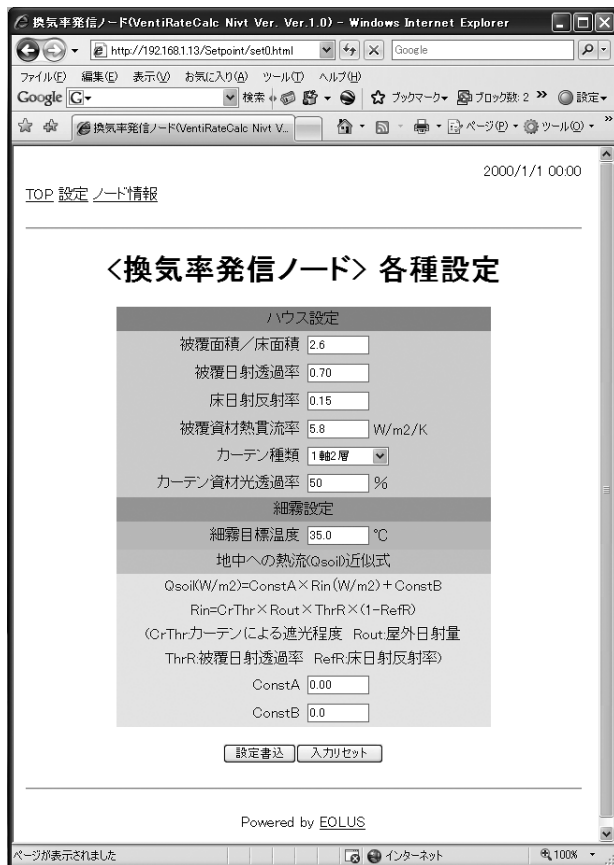 換気率発信ノード(VentiRateCalc Nivt Ver. Ver.1.0) - Windows Internet Explorer
http://192.168.1.13/Setpoint/set0.html
Google
ファイル(F) 編集(E) 表示(V) お気に入り(A) ツール(T) ヘルプ(H)
Google G 検索 ブックマーク ブロック数: 2 » 設定
換気率発信ノード(VentiRateCalc Nivt V... ページ(P) ツール(O) »
2000/1/1 00:00
TOP 設定 ノード情報
<換気率発信ノード> 各種設定
ハウス設定
被覆面積／床面積 2.6
被覆日射透過率 0.70
床日射反射率 0.15
被覆資材熱貫流率 5.8 W/m2/K
カーテン種類 1軸2層
カーテン資材光透過率 50 %
細霧設定
細霧目標温度 35.0 ℃
地中への熱流(Qsoil)近似式
Qsoil(W/m2)=ConstA×Rin(W/m2)+ConstB
Rin=CrThr×Rout×ThrR×(1-RefR)
(CrThr:カーテンによる遮光程度 Rout:屋外日射量
ThrR:被覆日射透過率 RefR:床日射反射率)
ConstA 0.00
ConstB 0.0
設定書込 入力リセット
Powered by EOLUS
ページが表示されました インターネット 100%